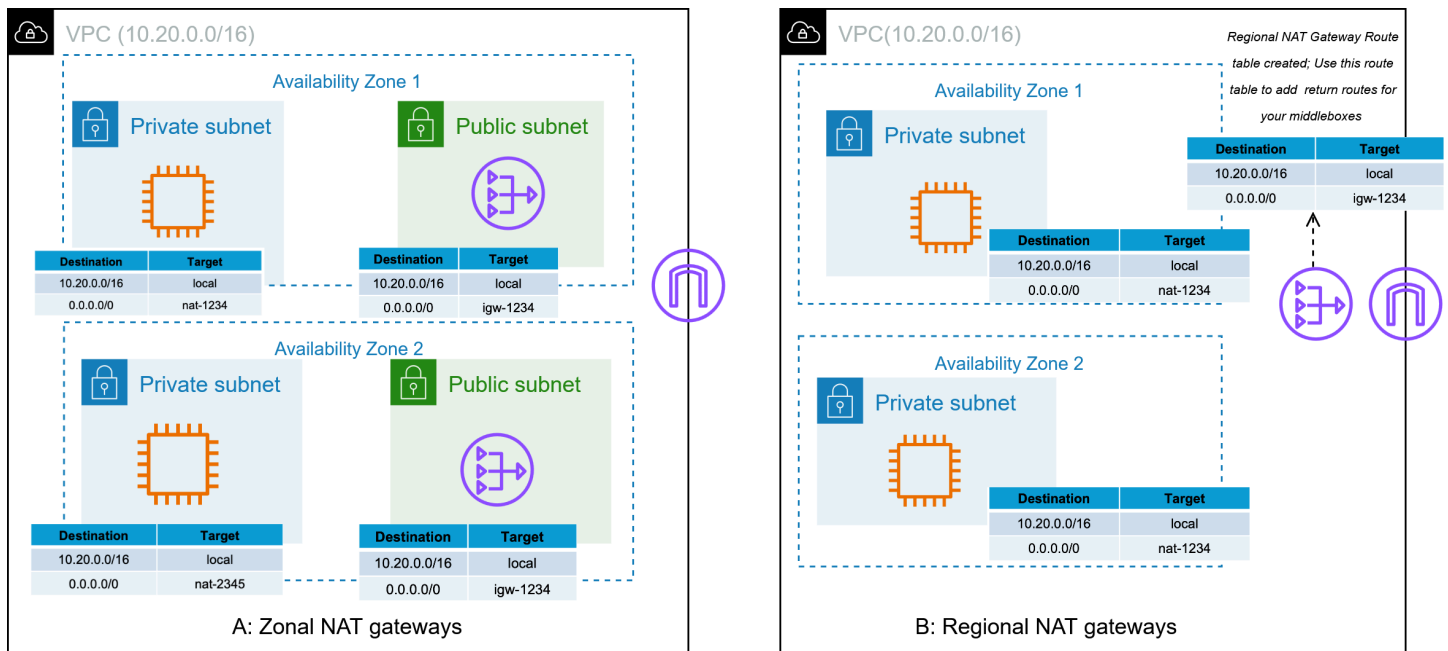 VPC (10.20.0.0/16)
Availability Zone 1
Private subnet
Public subnet
Destination Target
10.20.0.0/16 local
0.0.0.0/0 nat-1234
Destination Target
10.20.0.0/16 local
0.0.0.0/0 igw-1234
Availability Zone 2
Private subnet
Public subnet
Destination Target
10.20.0.0/16 local
0.0.0.0/0 nat-2345
Destination Target
10.20.0.0/16 local
0.0.0.0/0 igw-1234
A: Zonal NAT gateways
VPC(10.20.0.0/16)
Regional NAT Gateway Route
table created; Use this route
table to add return routes for
your middleboxes
Destination Target
10.20.0.0/16 local
0.0.0.0/0 igw-1234
Availability Zone 1
Private subnet
Destination Target
10.20.0.0/16 local
0.0.0.0/0 nat-1234
Availability Zone 2
Private subnet
Destination Target
10.20.0.0/16 local
0.0.0.0/0 nat-1234
B: Regional NAT gateways